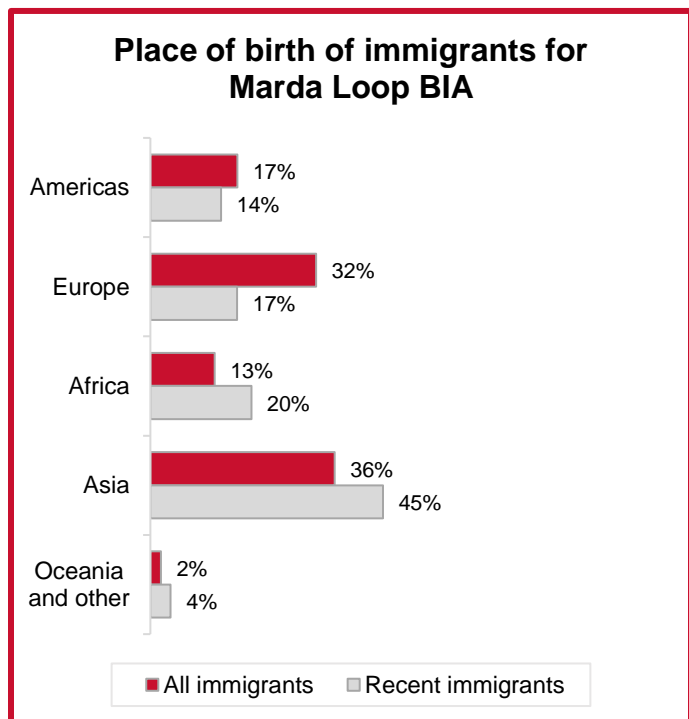 Place of birth of immigrants for
Marda Loop BIA
Americas
17%
14%
Europe
32%
17%
Africa
13%
20%
Asia
36%
45%
Oceania
and other
2%
4%
All immigrants
Recent immigrants